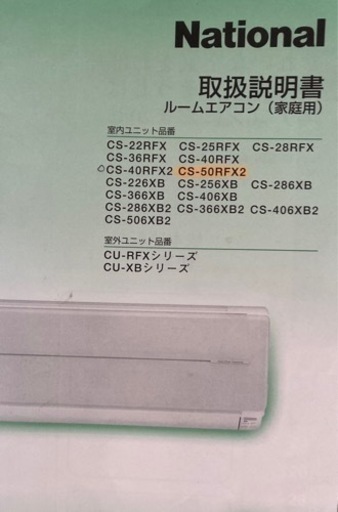 National
取扱説明書
ルームエアコン（家庭用）
室内ユニット品番
CS-22RFX CS-25RFX CS-28RFX
CS-36RFX CS-40RFX
CS-40RFX2 CS-50RFX2
CS-226XB CS-256XB CS-286XB
CS-366XB CS-406XB
CS-286XB2 CS-366XB2 CS-406XB2
CS-506XB2
室外ユニット品番
CU-RFXシリーズ
CU-XBシリーズ